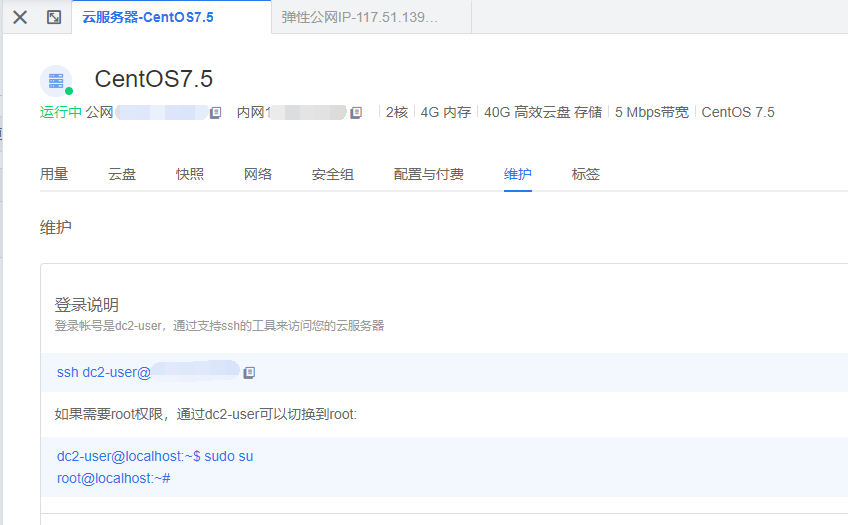 云服务器-CentOS7.5 弹性公网IP-117.51.139...
CentOS7.5
运行中 公网 内网1 2核 4G 内存 40G 高效云盘 存储 5 Mbps带宽 CentOS 7.5
用量 云盘 快照 网络 安全组 配置与付费 维护 标签
维护
登录说明
登录帐号是dc2-user，通过支持ssh的工具来访问您的云服务器
ssh dc2-user@
如果需要root权限，通过dc2-user可以切换到root:
dc2-user@localhost:~$ sudo su
root@localhost:~#